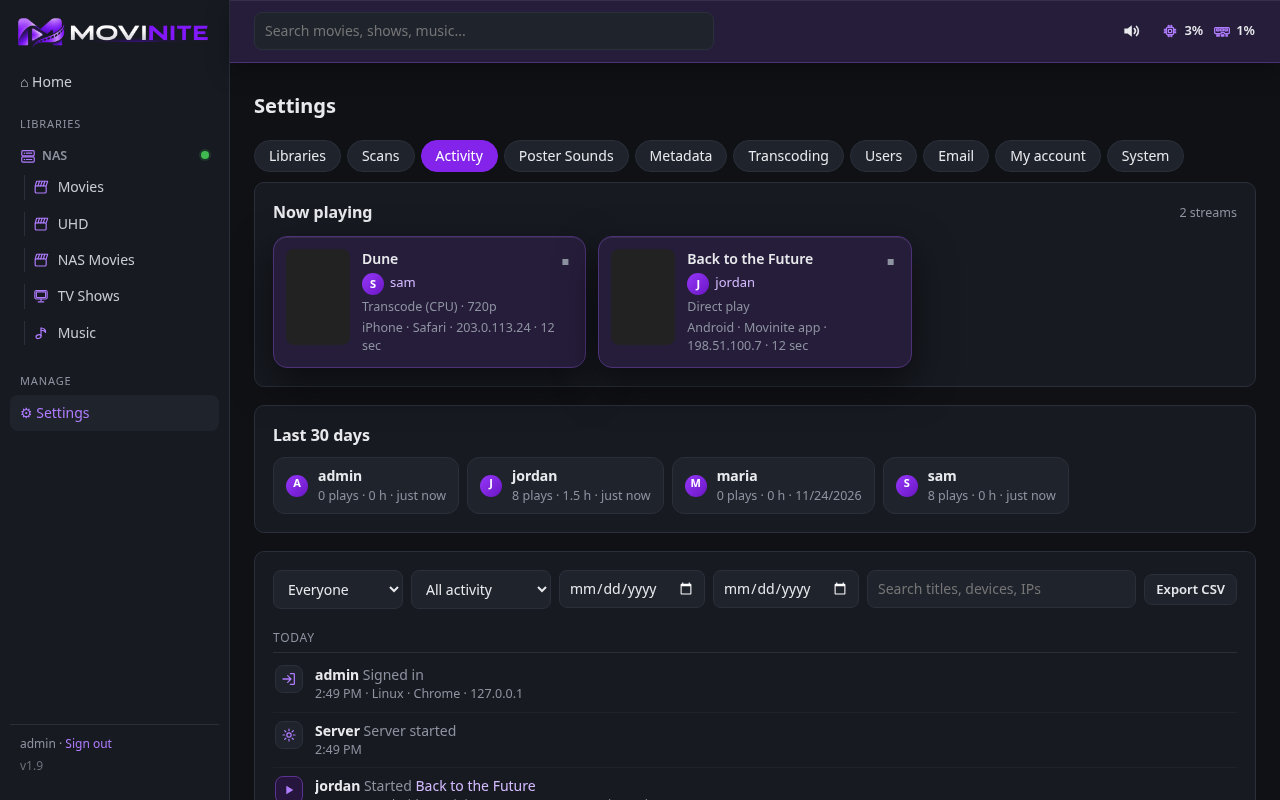 MOVINITE
Search movies, shows, music...
3%
1%
⌂ Home
LIBRARIES
NAS
Movies
UHD
NAS Movies
TV Shows
Music
MANAGE
⚙ Settings
admin · Sign out
v1.9
Settings
Libraries
Scans
Activity
Poster Sounds
Metadata
Transcoding
Users
Email
My account
System
Now playing
2 streams
Dune
S sam
Transcode (CPU) · 720p
iPhone · Safari · 203.0.113.24 · 12
sec
Back to the Future
J jordan
Direct play
Android · Movinite app ·
198.51.100.7 · 12 sec
Last 30 days
A admin
0 plays · 0 h · just now
J jordan
8 plays · 1.5 h · just now
M maria
0 plays · 0 h · 11/24/2026
S sam
8 plays · 0 h · just now
Everyone
All activity
mm/dd/yyyy
mm/dd/yyyy
Search titles, devices, IPs
Export CSV
TODAY
admin Signed in
2:49 PM · Linux · Chrome · 127.0.0.1
Server Server started
2:49 PM
jordan Started Back to the Future